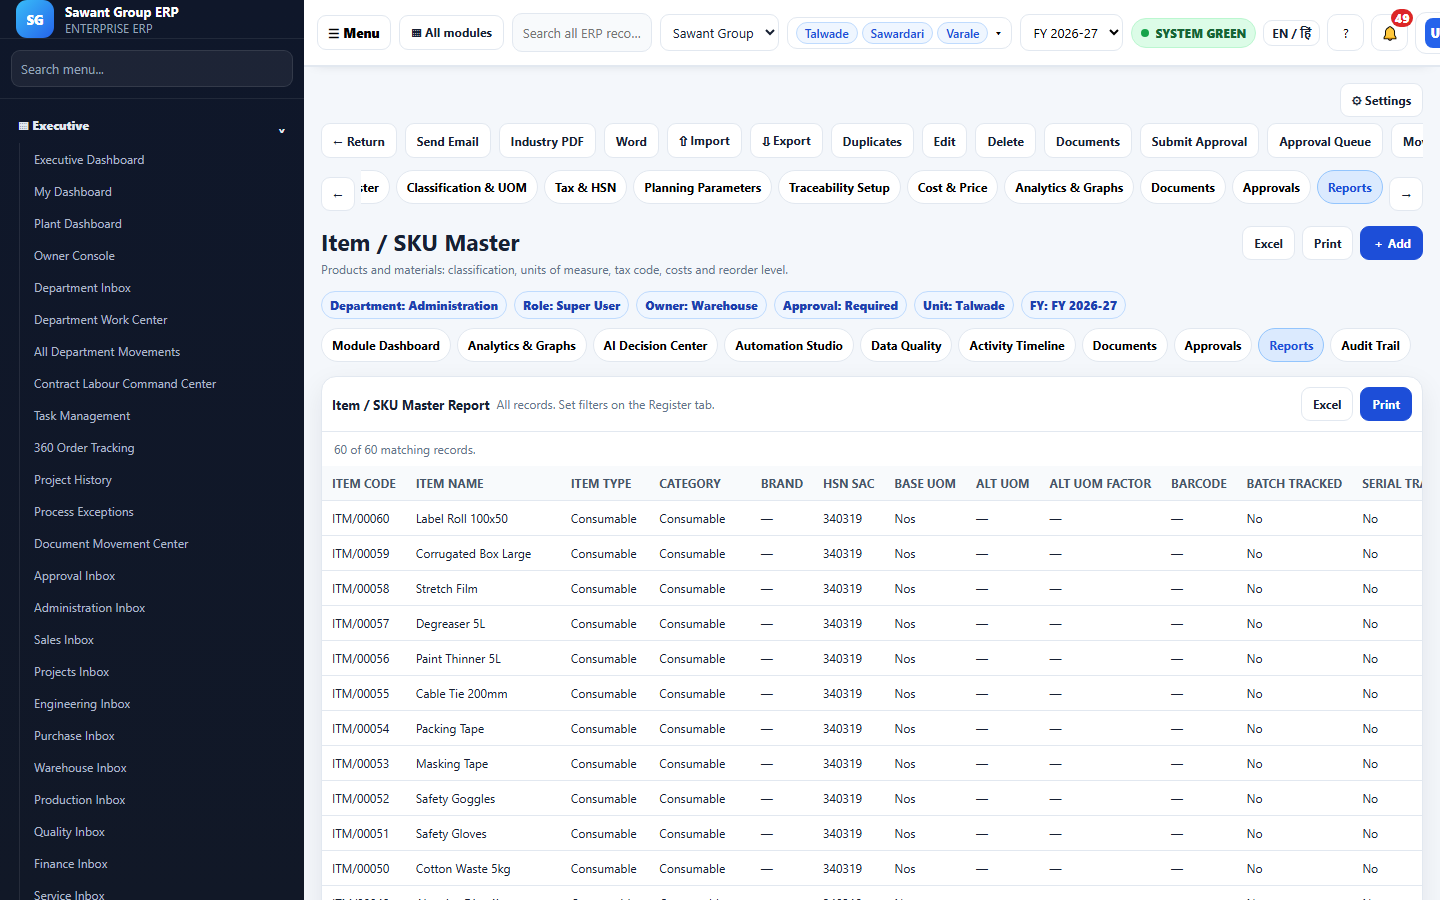 SG
Sawant Group ERP
ENTERPRISE ERP
Search menu...
Executive
Executive Dashboard
My Dashboard
Plant Dashboard
Owner Console
Department Inbox
Department Work Center
All Department Movements
Contract Labour Command Center
Task Management
360 Order Tracking
Project History
Process Exceptions
Document Movement Center
Approval Inbox
Administration Inbox
Sales Inbox
Projects Inbox
Engineering Inbox
Purchase Inbox
Warehouse Inbox
Production Inbox
Quality Inbox
Finance Inbox
Service Inbox
☰ Menu
All modules
Search all ERP reco...
Sawant Group
Talwade Sawardari Varale
FY 2026-27
SYSTEM GREEN
EN / हिं
?
49
U
⚙ Settings
← Return Send Email Industry PDF Word ⇧ Import ⇩ Export Duplicates Edit Delete Documents Submit Approval Approval Queue Mov
← ster Classification & UOM Tax & HSN Planning Parameters Traceability Setup Cost & Price Analytics & Graphs Documents Approvals Reports →
Item / SKU Master
Excel Print + Add
Products and materials: classification, units of measure, tax code, costs and reorder level.
Department: Administration Role: Super User Owner: Warehouse Approval: Required Unit: Talwade FY: FY 2026-27
Module Dashboard Analytics & Graphs AI Decision Center Automation Studio Data Quality Activity Timeline Documents Approvals Reports Audit Trail
Item / SKU Master Report All records. Set filters on the Register tab. Excel Print
60 of 60 matching records.
ITEM CODE ITEM NAME ITEM TYPE CATEGORY BRAND HSN SAC BASE UOM ALT UOM ALT UOM FACTOR BARCODE BATCH TRACKED SERIAL TRA
ITM/00060 Label Roll 100x50 Consumable Consumable — 340319 Nos — — — No No
ITM/00059 Corrugated Box Large Consumable Consumable — 340319 Nos — — — No No
ITM/00058 Stretch Film Consumable Consumable — 340319 Nos — — — No No
ITM/00057 Degreaser 5L Consumable Consumable — 340319 Nos — — — No No
ITM/00056 Paint Thinner 5L Consumable Consumable — 340319 Nos — — — No No
ITM/00055 Cable Tie 200mm Consumable Consumable — 340319 Nos — — — No No
ITM/00054 Packing Tape Consumable Consumable — 340319 Nos — — — No No
ITM/00053 Masking Tape Consumable Consumable — 340319 Nos — — — No No
ITM/00052 Safety Goggles Consumable Consumable — 340319 Nos — — — No No
ITM/00051 Safety Gloves Consumable Consumable — 340319 Nos — — — No No
ITM/00050 Cotton Waste 5kg Consumable Consumable — 340319 Nos — — — No No